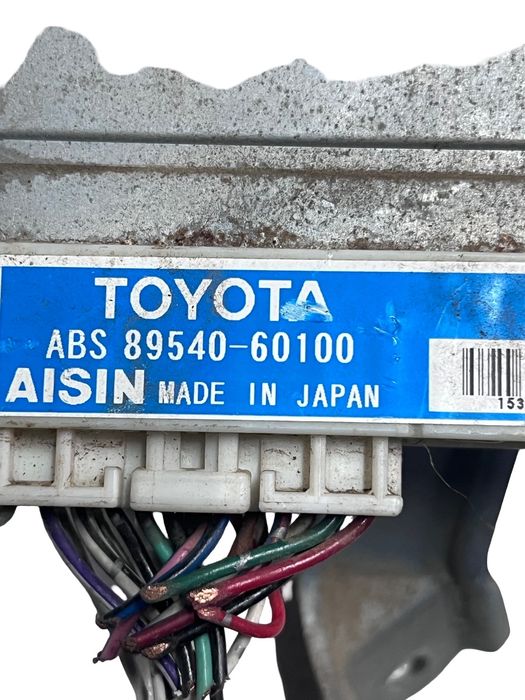 TOYOTA
ABS 89540-60100
AISIN MADE IN JAPAN
153